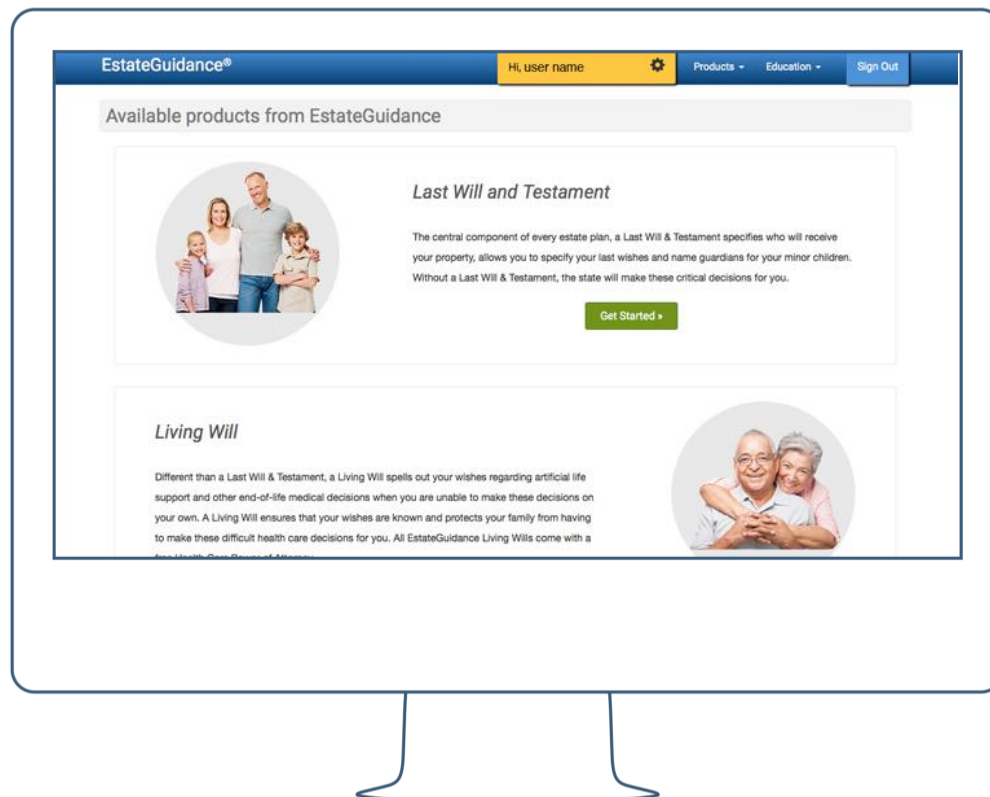 EstateGuidance®
Hi, user name
Products
Education
Sign Out
Available products from EstateGuidance
Last Will and Testament
The central component of every estate plan, a Last Will & Testament specifies who will receive
your property, allows you to specify your last wishes and name guardians for your minor children.
Without a Last Will & Testament, the state will make these critical decisions for you.
Get Started »
Living Will
Different than a Last Will & Testament, a Living Will spells out your wishes regarding artificial life
support and other end-of-life medical decisions when you are unable to make these decisions on
your own. A Living Will ensures that your wishes are known and protects your family from having
to make these difficult health care decisions for you. All EstateGuidance Living Wills come with a
free Health Care Power of Attorney